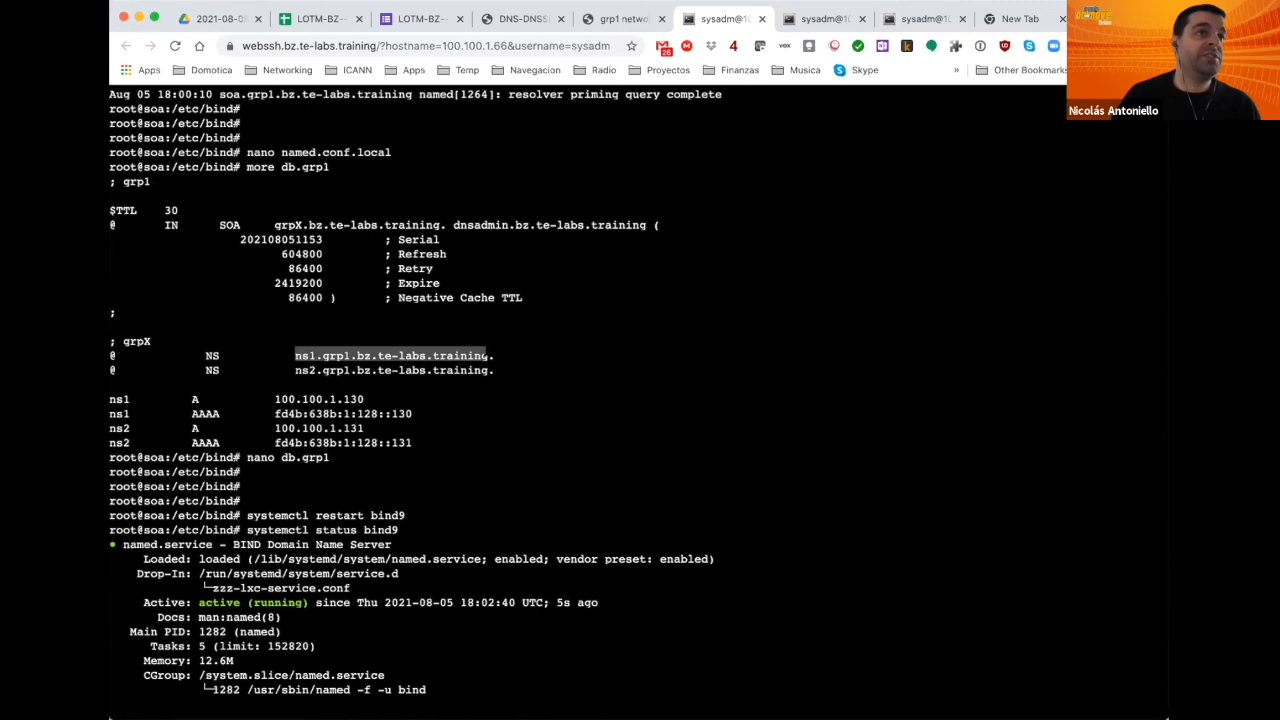 2021-08-05
LOTM-BZ--
LOTM-BZ--
DNS-DNSS
grp1 netwo
sysadm@10
sysadm@10
sysadm@10
New Tab
webssh.bz.te-labs.training/?hostname=100.100.1.66&username=sysadm
26
4
vox
Apps
Domotica
Networking
ICANN
Apps
Temp
Navegacion
Radio
Proyectos
Finanzas
Musica
Skype
»
Other Bookmarks
Nicolás Antoniello
Aug 05 18:00:10 soa.grp1.bz.te-labs.training named[1264]: resolver priming query complete
root@soa:/etc/bind#
root@soa:/etc/bind#
root@soa:/etc/bind#
root@soa:/etc/bind# nano named.conf.local
root@soa:/etc/bind# more db.grp1
; grp1
$TTL 30
@ IN SOA grpX.bz.te-labs.training. dnsadmin.bz.te-labs.training (
202108051153 ; Serial
604800 ; Refresh
86400 ; Retry
2419200 ; Expire
86400 ) ; Negative Cache TTL
;
; grpX
@ NS ns1.grp1.bz.te-labs.training.
@ NS ns2.grp1.bz.te-labs.training.
ns1 A 100.100.1.130
ns1 AAAA fd4b:638b:1:128::130
ns2 A 100.100.1.131
ns2 AAAA fd4b:638b:1:128::131
root@soa:/etc/bind# nano db.grp1
root@soa:/etc/bind#
root@soa:/etc/bind#
root@soa:/etc/bind#
root@soa:/etc/bind# systemctl restart bind9
root@soa:/etc/bind# systemctl status bind9
● named.service - BIND Domain Name Server
Loaded: loaded (/lib/systemd/system/named.service; enabled; vendor preset: enabled)
Drop-In: /run/systemd/system/service.d
└─zzz-lxc-service.conf
Active: active (running) since Thu 2021-08-05 18:02:40 UTC; 5s ago
Docs: man:named(8)
Main PID: 1282 (named)
Tasks: 5 (limit: 152820)
Memory: 12.6M
CGroup: /system.slice/named.service
└─1282 /usr/sbin/named -f -u bind